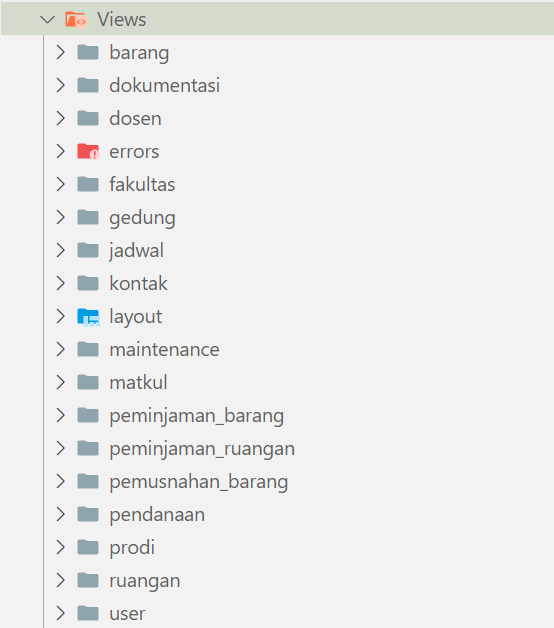 Views
barang
dokumentasi
dosen
errors
fakultas
gedung
jadwal
kontak
layout
maintenance
matkul
peminjaman_barang
peminjaman_ruangan
pemusnahan_barang
pendanaan
prodi
ruangan
user